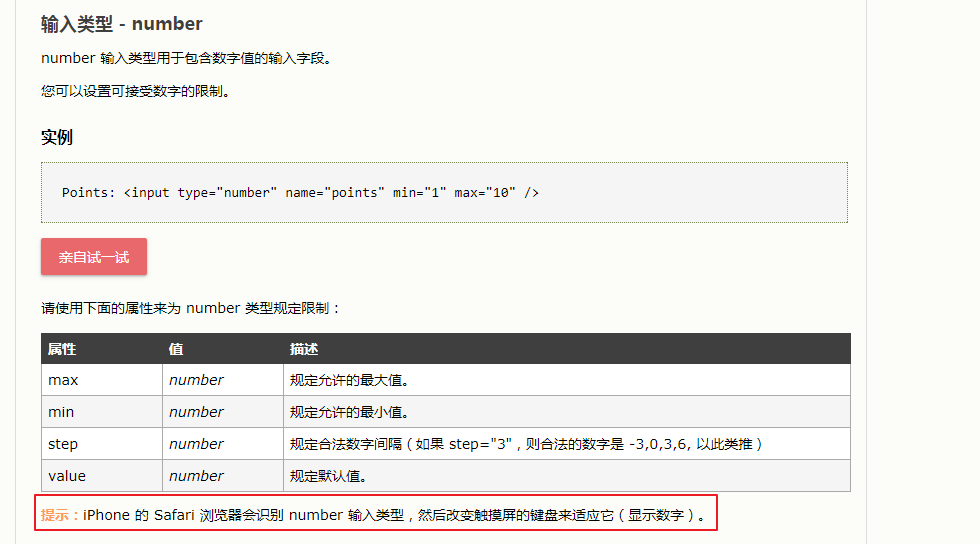 输入类型 - number
number 输入类型用于包含数字值的输入字段。
您可以设置可接受数字的限制。
实例
Points: <input type="number" name="points" min="1" max="10" />
亲自试一试
请使用下面的属性来为 number 类型规定限制：
属性 值 描述
max number 规定允许的最大值。
min number 规定允许的最小值。
step number 规定合法数字间隔（如果 step="3"，则合法的数字是 -3,0,3,6, 以此类推）
value number 规定默认值。
提示：iPhone 的 Safari 浏览器会识别 number 输入类型，然后改变触摸屏的键盘来适应它（显示数字）。